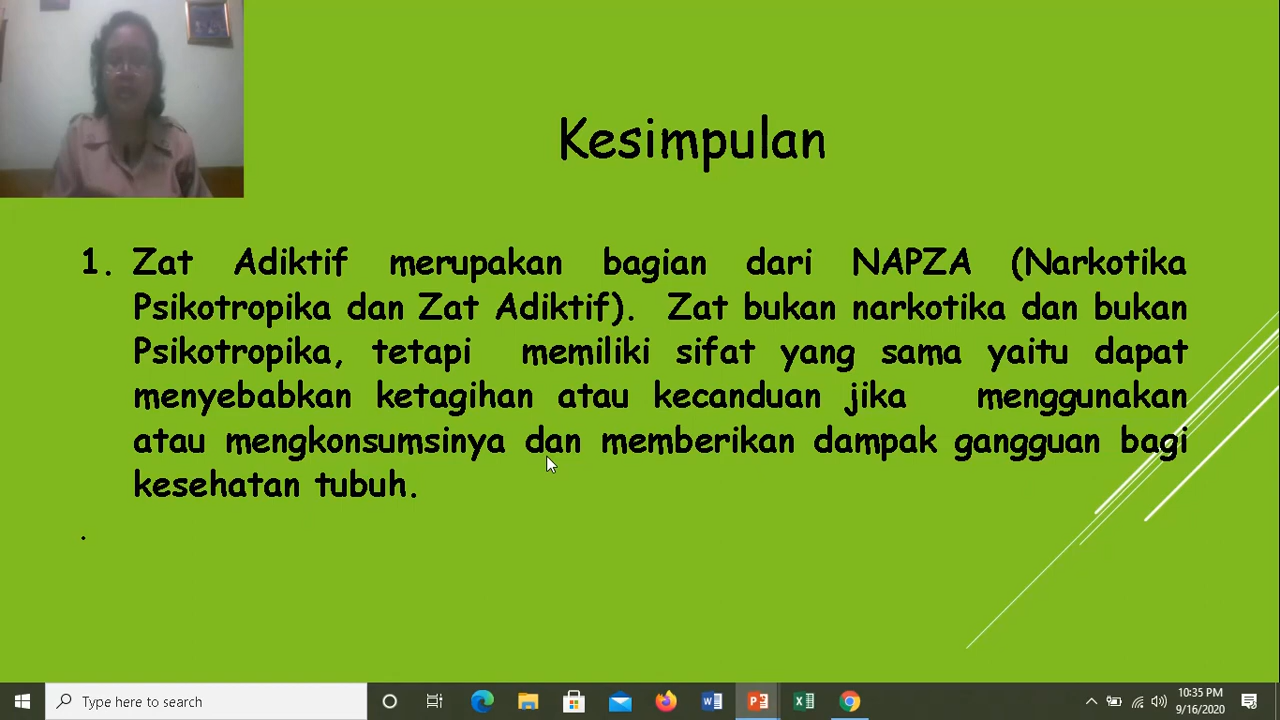 Kesimpulan
1. Zat Adiktif merupakan bagian dari NAPZA (Narkotika
Psikotropika dan Zat Adiktif). Zat bukan narkotika dan bukan
Psikotropika, tetapi memiliki sifat yang sama yaitu dapat
menyebabkan ketagihan atau kecanduan jika menggunakan
atau mengkonsumsinya dan memberikan dampak gangguan bagi
kesehatan tubuh.
.
Type here to search
10:35 PM
9/16/2020